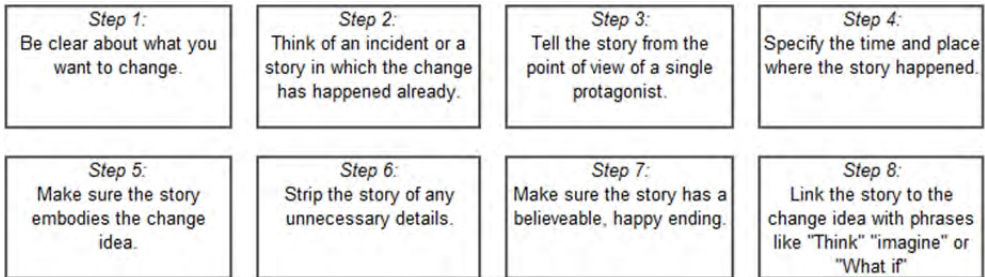 Step 1:
Be clear about what you
want to change.
Step 2:
Think of an incident or a
story in which the change
has happened already.
Step 3:
Tell the story from the
point of view of a single
protagonist.
Step 4:
Specify the time and place
where the story happened.
Step 5:
Make sure the story
embodies the change
idea.
Step 6:
Strip the story of any
unnecessary details.
Step 7:
Make sure the story has a
believeable, happy ending.
Step 8:
Link the story to the
change idea with phrases
like "Think" "imagine" or
"What if"